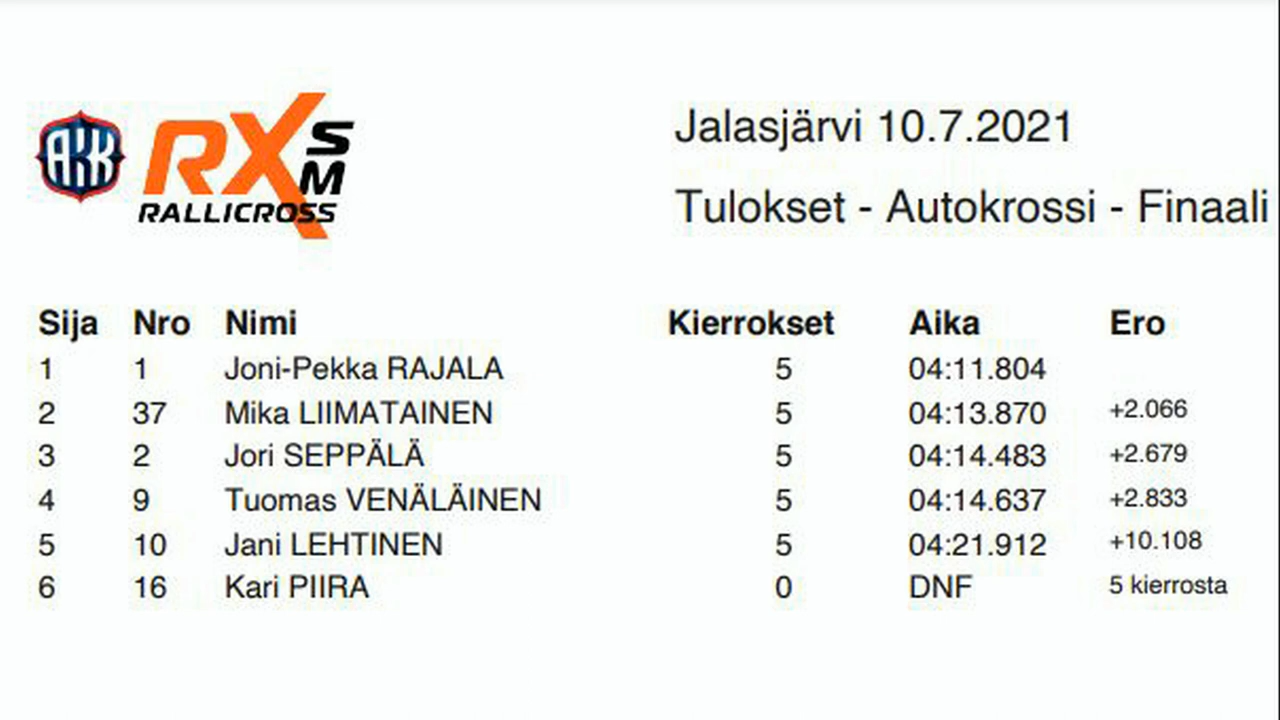 AKK RX SM
RALLICROSS
Jalasjärvi 10.7.2021
Tulokset - Autokrossi - Finaali
Sija Nro Nimi Kierrokset Aika Ero
1 1 Joni-Pekka RAJALA 5 04:11.804
2 37 Mika LIIMATAINEN 5 04:13.870 +2.066
3 2 Jori SEPPÄLÄ 5 04:14.483 +2.679
4 9 Tuomas VENÄLÄINEN 5 04:14.637 +2.833
5 10 Jani LEHTINEN 5 04:21.912 +10.108
6 16 Kari PIIRA 0 DNF 5 kierrosta